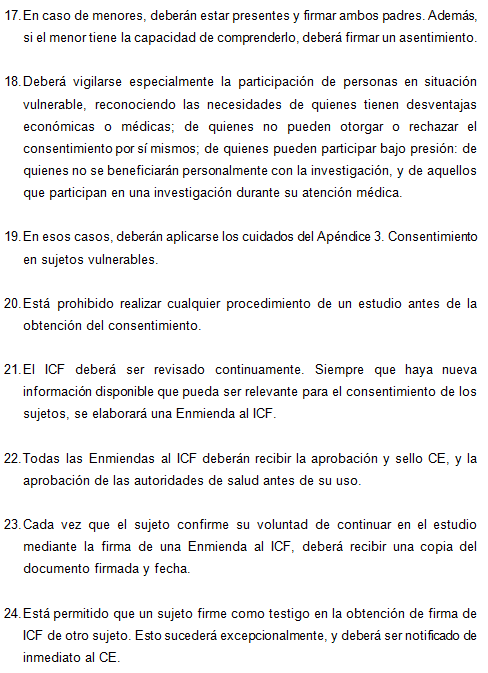 17. En caso de menores, deberán estar presentes y firmar ambos padres. Además,
si el menor tiene la capacidad de comprenderlo, deberá firmar un asentimiento.
18. Deberá vigilarse especialmente la participación de personas en situación
vulnerable, reconociendo las necesidades de quienes tienen desventajas
económicas o médicas; de quienes no pueden otorgar o rechazar el
consentimiento por sí mismos; de quienes pueden participar bajo presión: de
quienes no se beneficiarán personalmente con la investigación, y de aquellos
que participan en una investigación durante su atención médica.
19. En esos casos, deberán aplicarse los cuidados del Apéndice 3. Consentimiento
en sujetos vulnerables.
20. Está prohibido realizar cualquier procedimiento de un estudio antes de la
obtención del consentimiento.
21. El ICF deberá ser revisado continuamente. Siempre que haya nueva
información disponible que pueda ser relevante para el consentimiento de los
sujetos, se elaborará una Enmienda al ICF.
22. Todas las Enmiendas al ICF deberán recibir la aprobación y sello CE, y la
aprobación de las autoridades de salud antes de su uso.
23. Cada vez que el sujeto confirme su voluntad de continuar en el estudio
mediante la firma de una Enmienda al ICF, deberá recibir una copia del
documento firmada y fecha.
24. Está permitido que un sujeto firme como testigo en la obtención de firma de
ICF de otro sujeto. Esto sucederá excepcionalmente, y deberá ser notificado de
inmediato al CE.